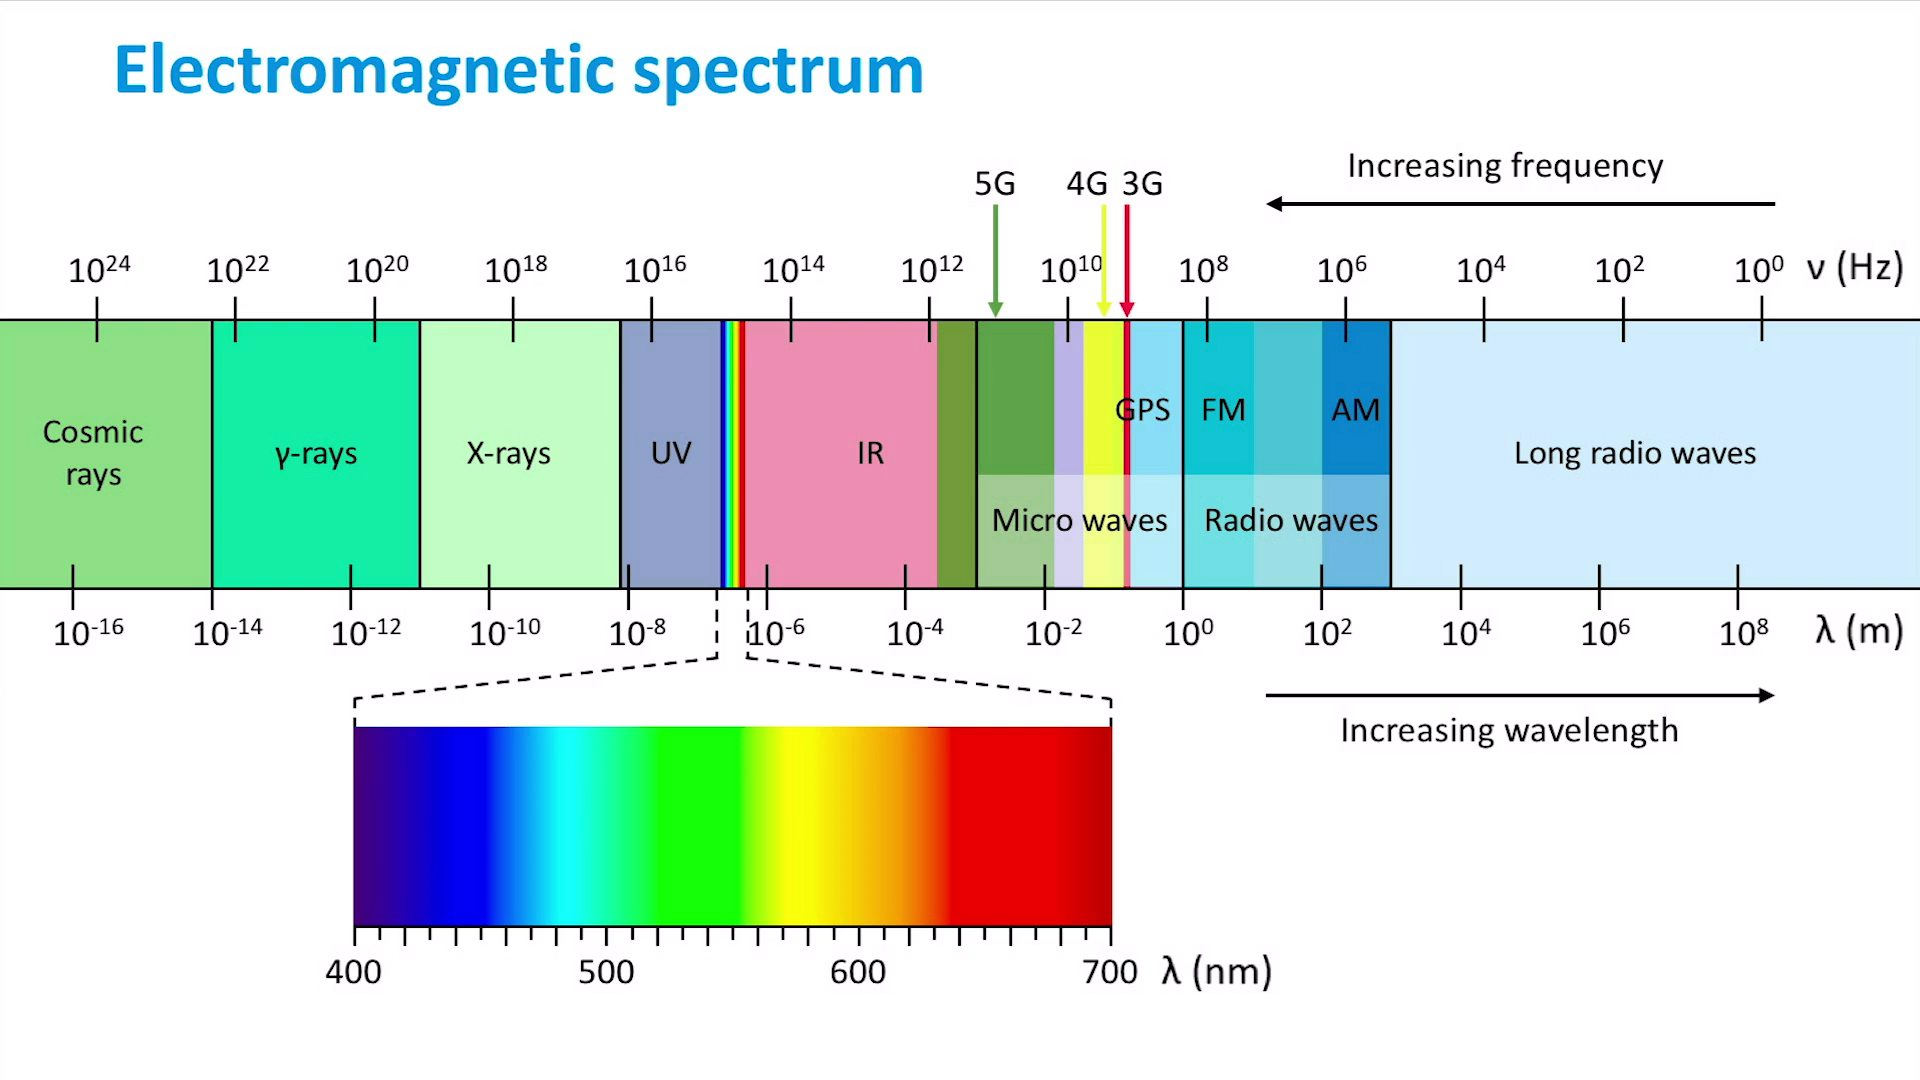 Electromagnetic spectrum
Increasing frequency
5G 4G 3G
10²⁴ 10²² 10²⁰ 10¹⁸ 10¹⁶ 10¹⁴ 10¹² 10¹⁰ 10⁸ 10⁶ 10⁴ 10² 10⁰ ν (Hz)
Cosmic
rays
γ-rays
X-rays
UV
IR
GPS
FM
AM
Micro waves
Radio waves
Long radio waves
10⁻¹⁶ 10⁻¹⁴ 10⁻¹² 10⁻¹⁰ 10⁻⁸ 10⁻⁶ 10⁻⁴ 10⁻² 10⁰ 10² 10⁴ 10⁶ 10⁸ λ (m)
Increasing wavelength
400 500 600 700 λ (nm)